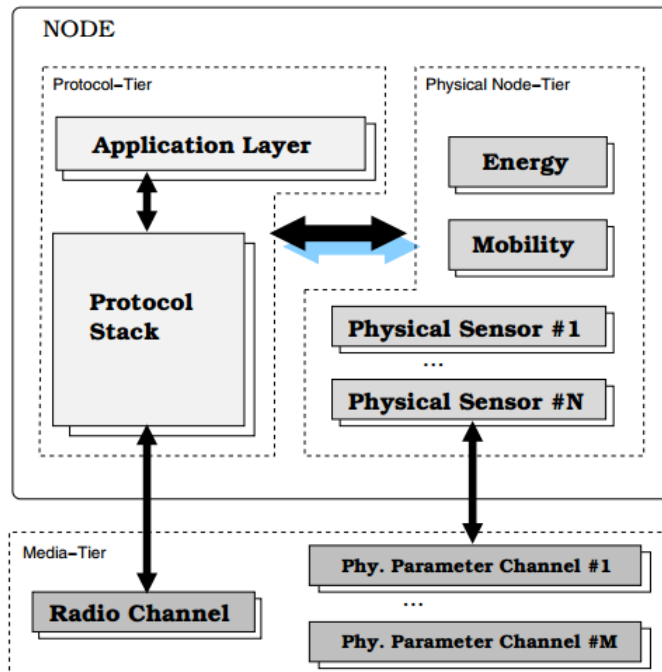 NODE
Protocol-Tier
Application Layer
Protocol
Stack
Physical Node-Tier
Energy
Mobility
Physical Sensor #1
...
Physical Sensor #N
Media-Tier
Radio Channel
Phy. Parameter Channel #1
...
Phy. Parameter Channel #M